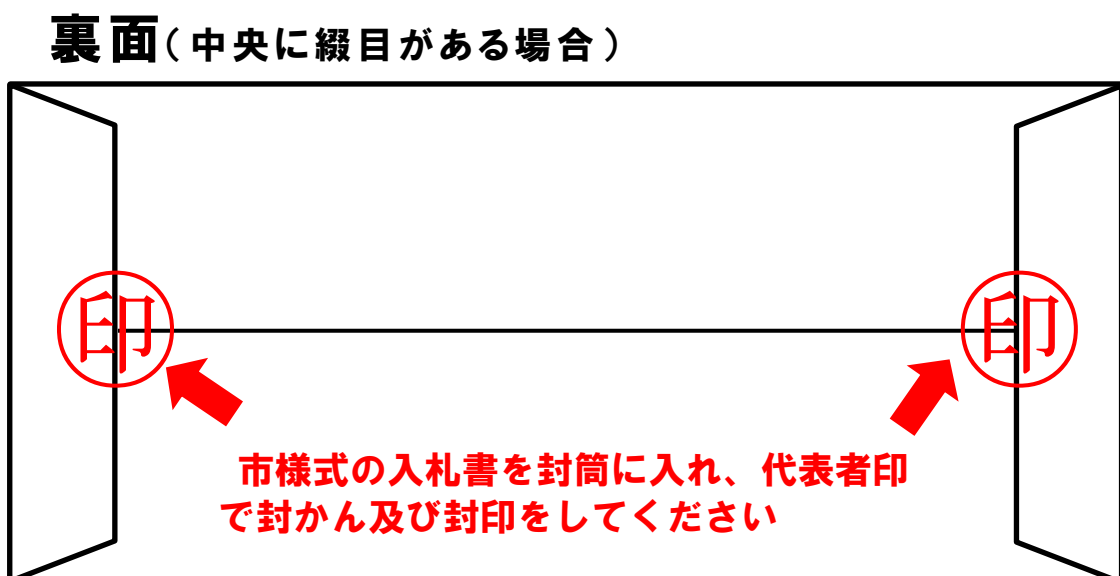 裏面(中央に綴目がある場合)
印
印
市様式の入札書を封筒に入れ、代表者印
で封かん及び封印をしてください